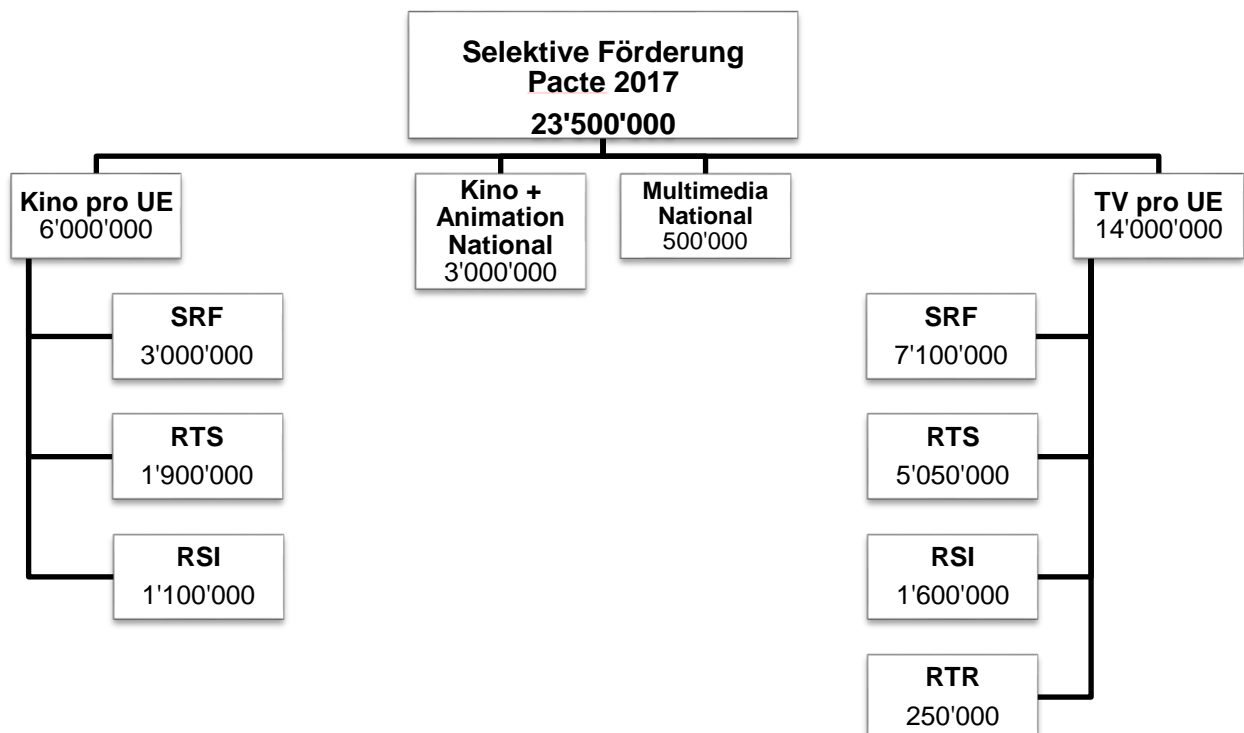 Selektive Förderung
Pacte 2017
23'500'000
Kino pro UE
6'000'000
Kino +
Animation
National
3'000'000
Multimedia
National
500'000
TV pro UE
14'000'000
SRF
3'000'000
RTS
1'900'000
RSI
1'100'000
SRF
7'100'000
RTS
5'050'000
RSI
1'600'000
RTR
250'000